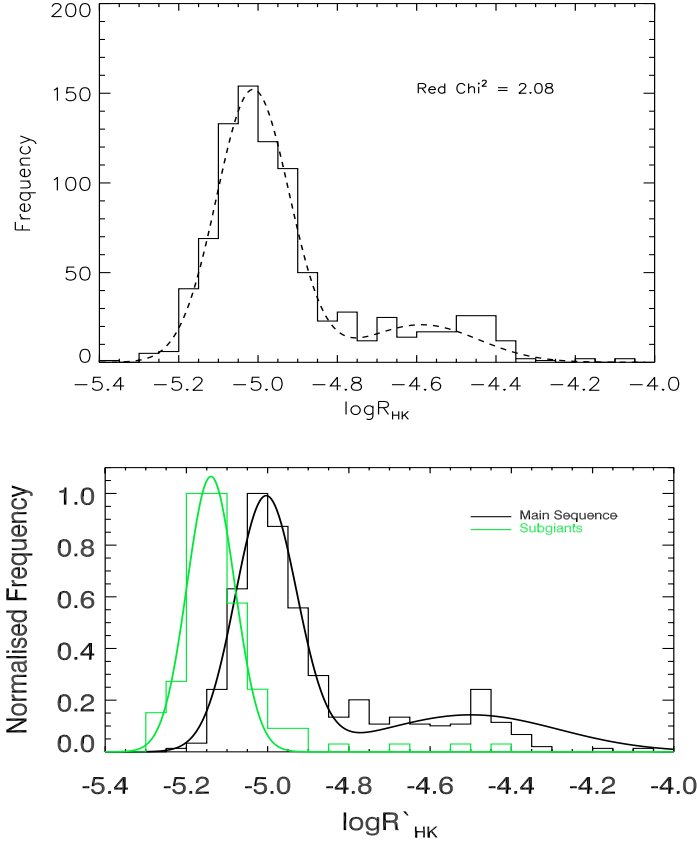 200
150
100
50
0
Frequency
Red Chi² = 2.08
−5.4 −5.2 −5.0 −4.8 −4.6 −4.4 −4.2 −4.0
logR_HK
1.0
0.8
0.6
0.4
0.2
0.0
Normalised Frequency
Main Sequence
Subgiants
-5.4 -5.2 -5.0 -4.8 -4.6 -4.4 -4.2 -4.0
logR`_HK